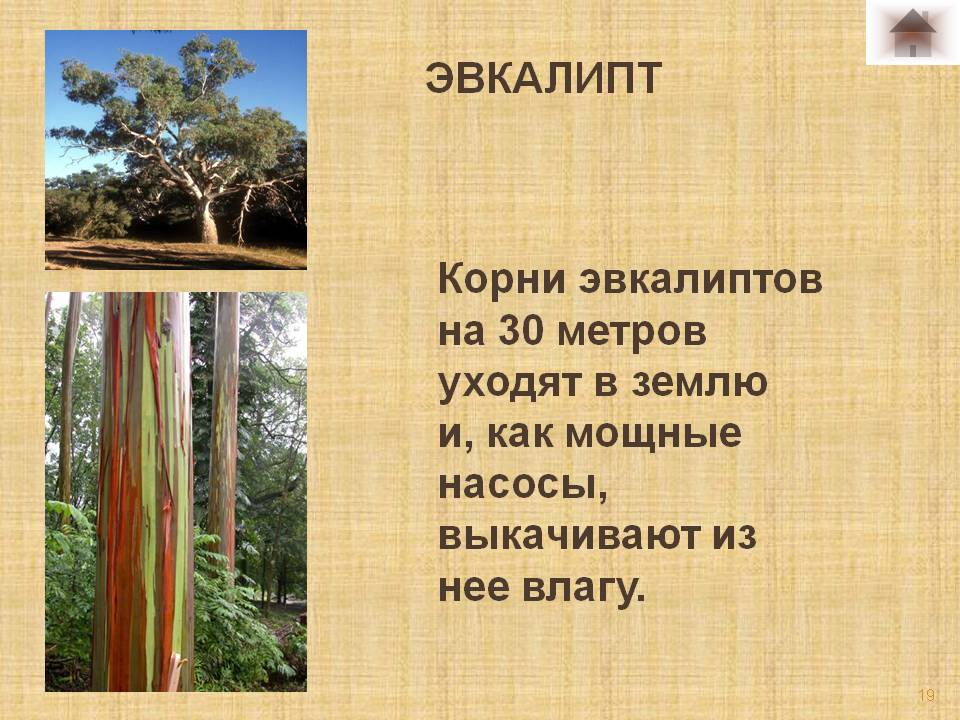 ЭВКАЛИПТ
Корни эвкалиптов
на 30 метров
уходят в землю
и, как мощные
насосы,
выкачивают из
нее влагу.
19